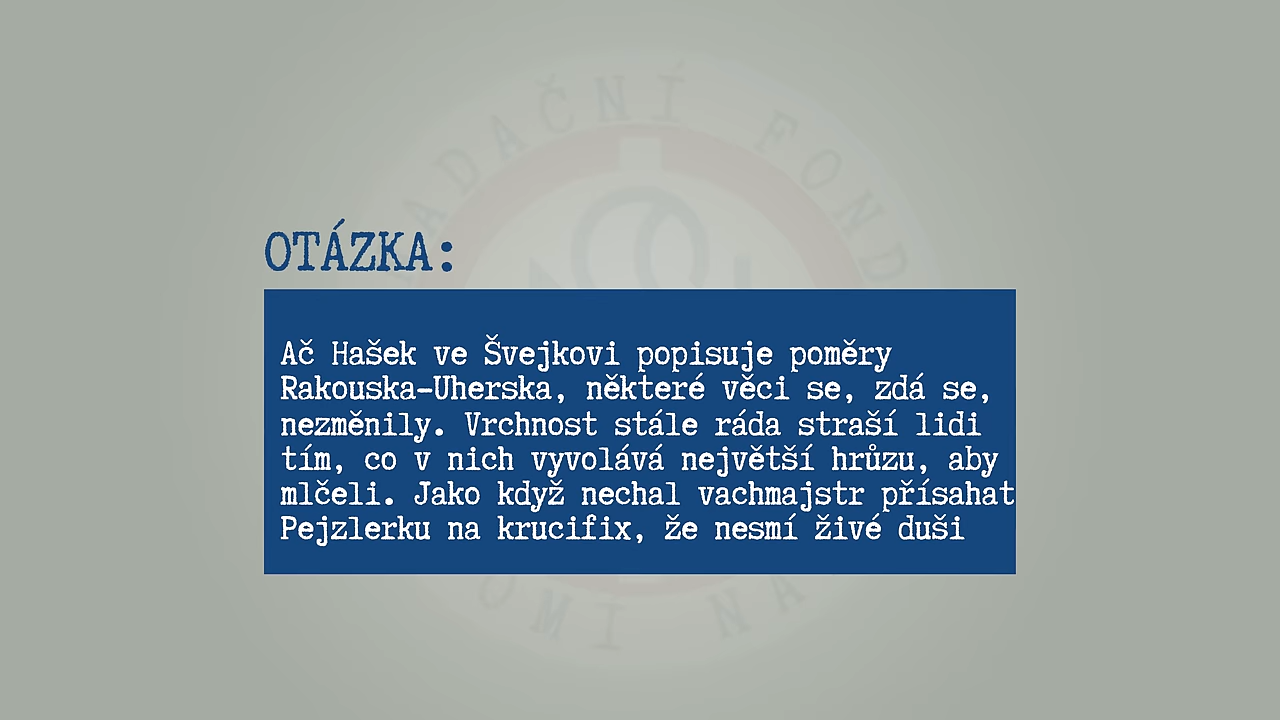 NADAČNÍ FOND
OTÁZKA:
Ač Hašek ve Švejkovi popisuje poměry
Rakouska-Uherska, některé věci se, zdá se,
nezměnily. Vrchnost stále ráda straší lidi
tím, co v nich vyvolává největší hrůzu, aby
mlčeli. Jako když nechal vachmajstr přísahat
Pejzlerku na krucifix, že nesmí živé duši